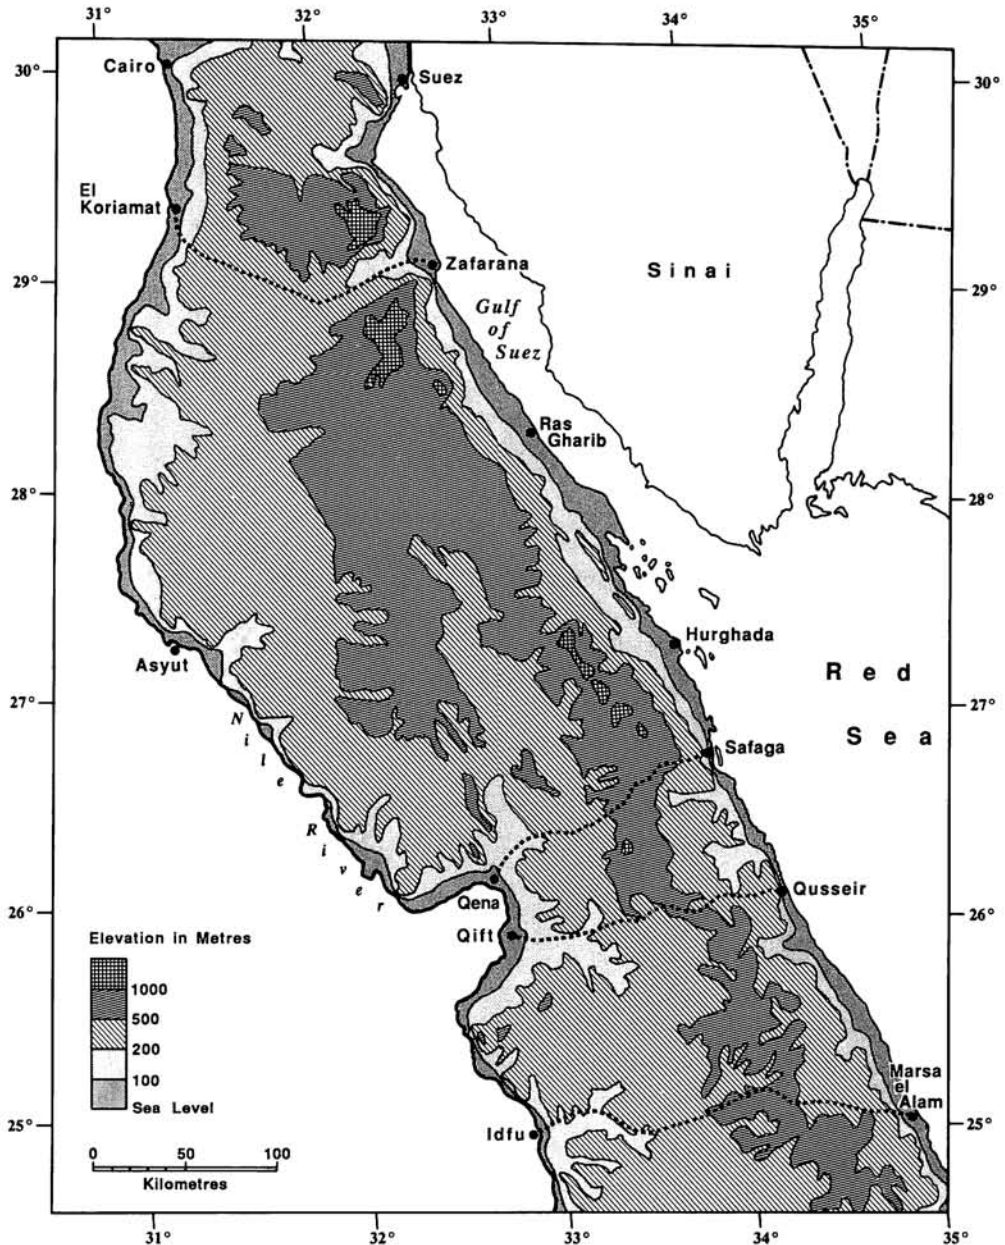 31°
32°
33°
34°
35°
30°
30°
Cairo
Suez
El
Koriamat
29°
29°
Zafarana
Sinai
Gulf
of
Suez
Ras
Gharib
28°
28°
Hurghada
Asyut
Red
Sea
27°
27°
Nile
River
Safaga
Qena
Qusseir
26°
26°
Qift
Elevation in Metres
1000
500
200
100
Sea Level
Marsa
el
Alam
25°
25°
Idfu
0 50 100
Kilometres
31°
32°
33°
34°
35°